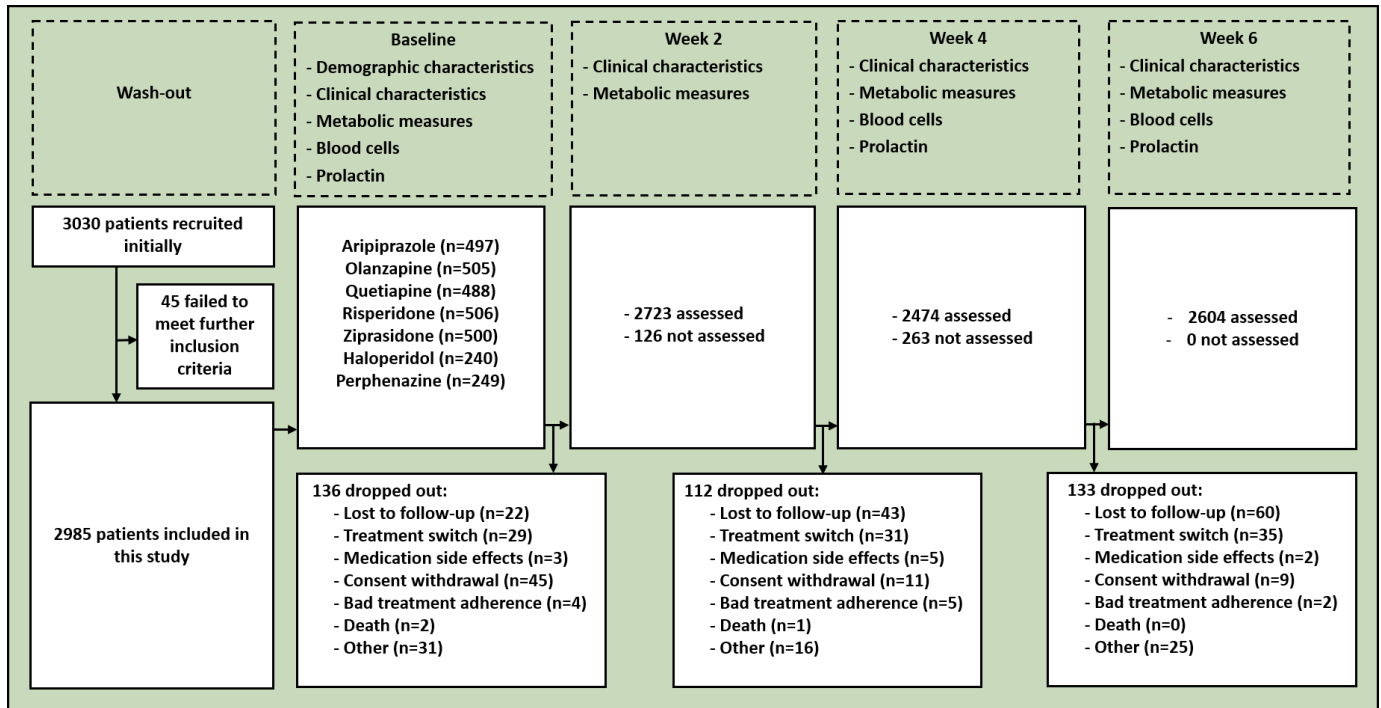 Wash-out
Baseline
- Demographic characteristics
- Clinical characteristics
- Metabolic measures
- Blood cells
- Prolactin
Week 2
- Clinical characteristics
- Metabolic measures
Week 4
- Clinical characteristics
- Metabolic measures
- Blood cells
- Prolactin
Week 6
- Clinical characteristics
- Metabolic measures
- Blood cells
- Prolactin
3030 patients recruited
initially
45 failed to
meet further
inclusion
criteria
2985 patients included in
this study
Aripiprazole (n=497)
Olanzapine (n=505)
Quetiapine (n=488)
Risperidone (n=506)
Ziprasidone (n=500)
Haloperidol (n=240)
Perphenazine (n=249)
- 2723 assessed
- 126 not assessed
- 2474 assessed
- 263 not assessed
- 2604 assessed
- 0 not assessed
136 dropped out:
- Lost to follow-up (n=22)
- Treatment switch (n=29)
- Medication side effects (n=3)
- Consent withdrawal (n=45)
- Bad treatment adherence (n=4)
- Death (n=2)
- Other (n=31)
112 dropped out:
- Lost to follow-up (n=43)
- Treatment switch (n=31)
- Medication side effects (n=5)
- Consent withdrawal (n=11)
- Bad treatment adherence (n=5)
- Death (n=1)
- Other (n=16)
133 dropped out:
- Lost to follow-up (n=60)
- Treatment switch (n=35)
- Medication side effects (n=2)
- Consent withdrawal (n=9)
- Bad treatment adherence (n=2)
- Death (n=0)
- Other (n=25)